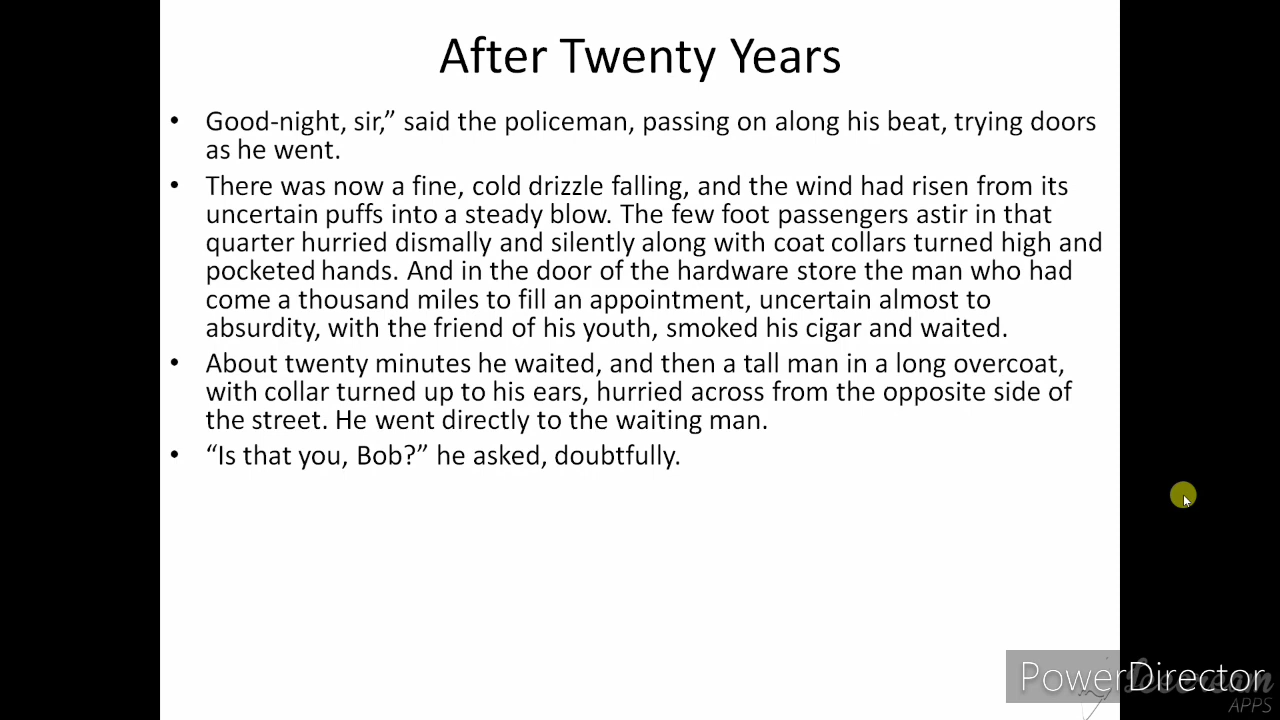 After Twenty Years
• Good-night, sir,” said the policeman, passing on along his beat, trying doors
as he went.
• There was now a fine, cold drizzle falling, and the wind had risen from its
uncertain puffs into a steady blow. The few foot passengers astir in that
quarter hurried dismally and silently along with coat collars turned high and
pocketed hands. And in the door of the hardware store the man who had
come a thousand miles to fill an appointment, uncertain almost to
absurdity, with the friend of his youth, smoked his cigar and waited.
• About twenty minutes he waited, and then a tall man in a long overcoat,
with collar turned up to his ears, hurried across from the opposite side of
the street. He went directly to the waiting man.
• “Is that you, Bob?” he asked, doubtfully.
PowerDirector
APPS